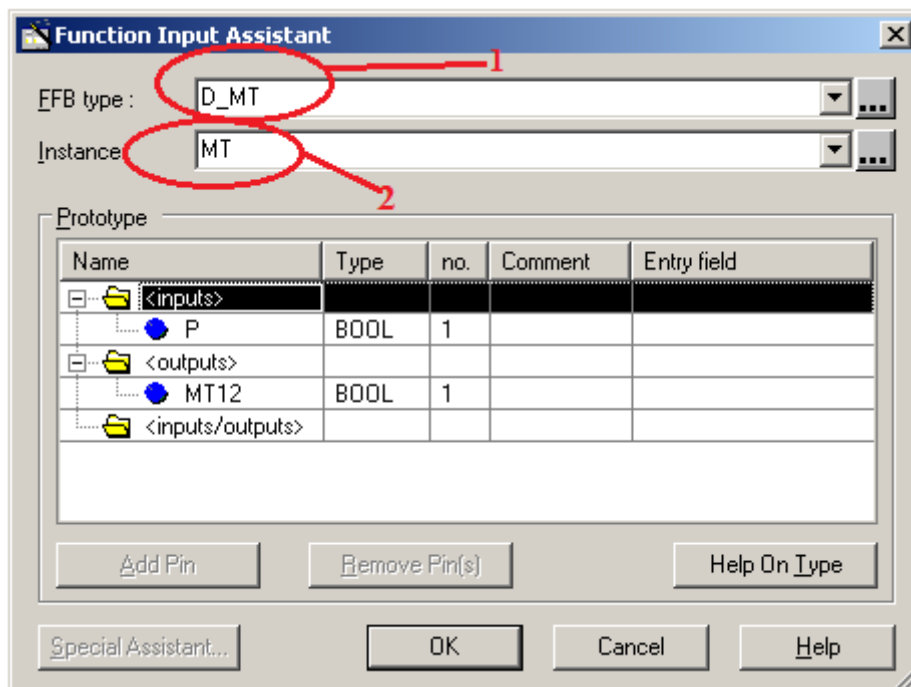 Function Input Assistant
1
FFB type : D_MT ...
Instance MT ...
2
Prototype
Name Type no. Comment Entry field
<inputs>
P BOOL 1
<outputs>
MT12 BOOL 1
<inputs/outputs>
Add Pin Remove Pin(s) Help On Type
Special Assistant... OK Cancel Help